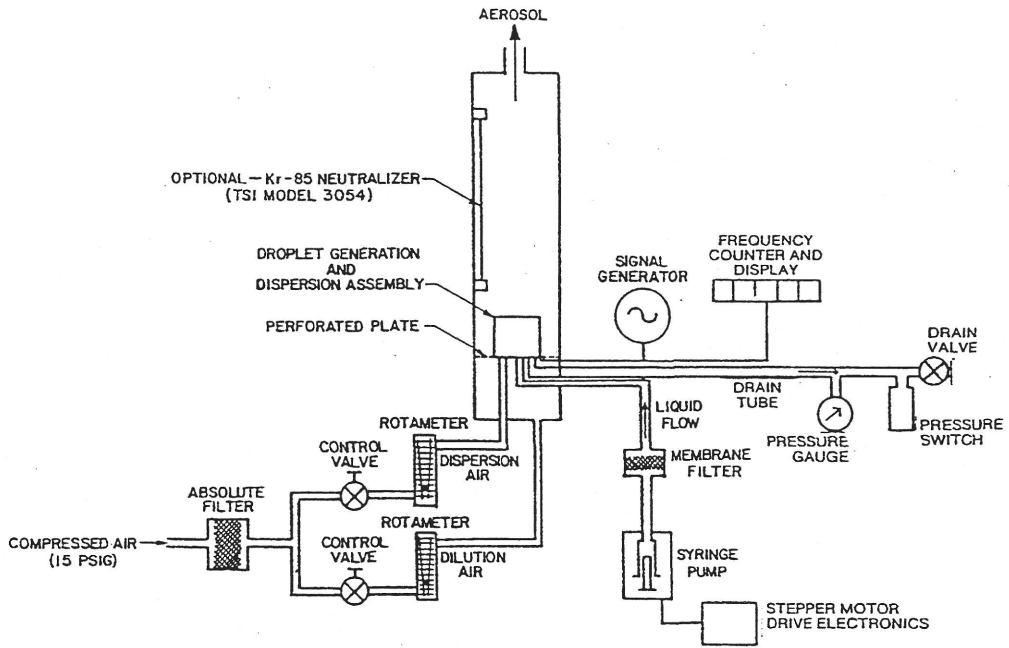 AEROSOL
OPTIONAL—Kr-85 NEUTRALIZER
(TSI MODEL 3054)
DROPLET GENERATION
AND
DISPERSION ASSEMBLY
PERFORATED PLATE
SIGNAL
GENERATOR
FREQUENCY
COUNTER AND
DISPLAY
DRAIN
VALVE
DRAIN
TUBE
PRESSURE
GAUGE
PRESSURE
SWITCH
LIQUID
FLOW
MEMBRANE
FILTER
ROTAMETER
CONTROL
VALVE
DISPERSION
AIR
ABSOLUTE
FILTER
ROTAMETER
COMPRESSED AIR
(15 PSIG)
CONTROL
VALVE
DILUTION
AIR
SYRINGE
PUMP
STEPPER MOTOR
DRIVE ELECTRONICS